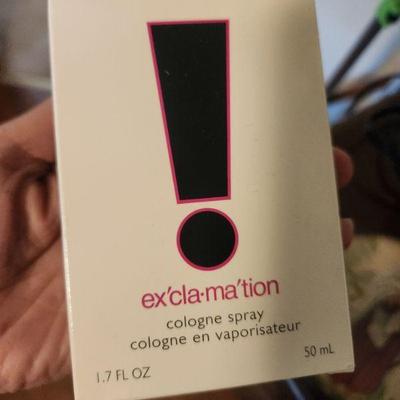 !
ex'cla·ma'tion
cologne spray
cologne en vaporisateur
1.7 FL OZ
50 mL